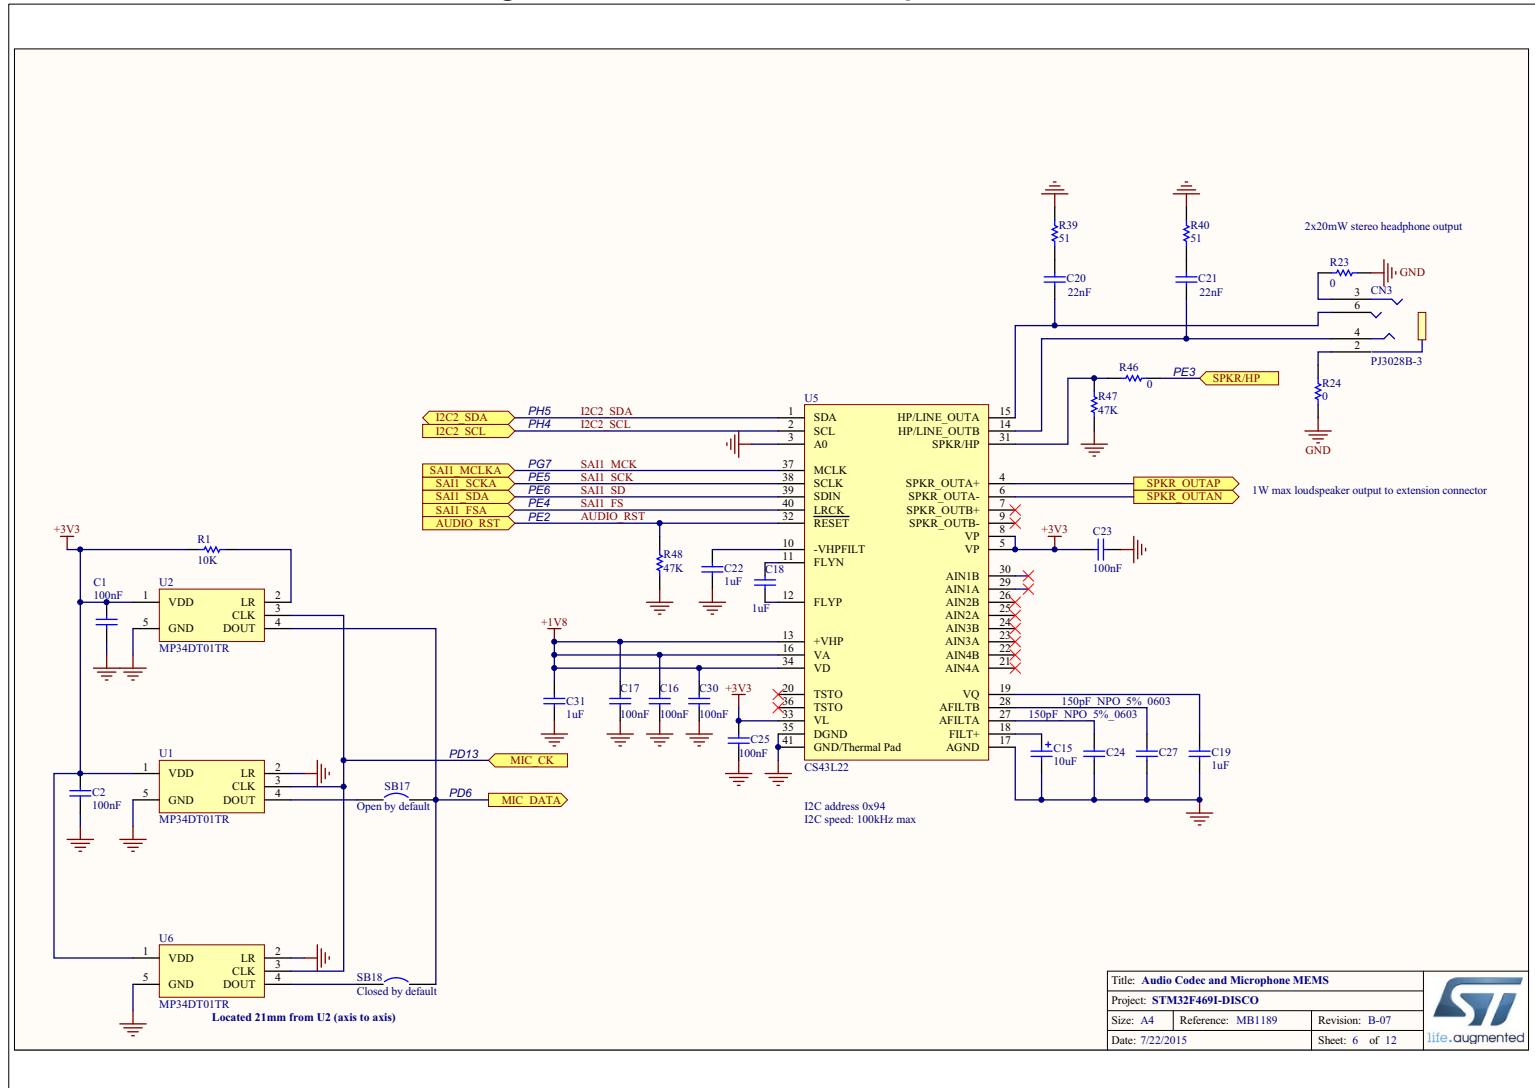 2x20mW stereo headphone output
R39
51
C20
22nF
R40
51
C21
22nF
R23
0
GND
3
CN3
6
4
2
PJ3028B-3
R24
0
GND
R46
0
PE3
SPKR/HP
R47
47K
U5
I2C2_SDA PH5 I2C2_SDA 1 SDA
I2C2_SCL PH4 I2C2_SCL 2 SCL
3 A0
SAI1_MCLKA PG7 SAI1_MCK 37 MCLK
SAI1_SCKA PE5 SAI1_SCK 38 SCLK
SAI1_SDA PE6 SAI1_SD 39 SDIN
SAI1_FSA PE4 SAI1_FS 40 LRCK
AUDIO_RST PE2 AUDIO_RST 32 RESET
10 -VHPFILT
11 FLYN
12 FLYP
13 +VHP
16 VA
34 VD
20 TSTO
36 TSTO
33 VL
35 DGND
41 GND/Thermal Pad
CS43L22
HP/LINE_OUTA 15
HP/LINE_OUTB 14
SPKR/HP 31
SPKR_OUTA+ 4 SPKR_OUTAP
SPKR_OUTA- 6 SPKR_OUTAN
1W max loudspeaker output to extension connector
SPKR_OUTB+ 7
SPKR_OUTB- 9
VP 8
VP 5
+3V3
C23
100nF
AIN1B 30
AIN1A 29
AIN2B 26
AIN2A 25
AIN3B 24
AIN3A 23
AIN4B 22
AIN4A 21
VQ 19
AFILTB 28 150pF_NPO_5%_0603
AFILTA 27 150pF_NPO_5%_0603
FILT+ 18
AGND 17
+ C15
10uF
C24
C27
C19
1uF
R48
47K
C22
1uF
C18
1uF
+1V8
C31
1uF
C17
100nF
C16
100nF
C30
100nF
+3V3
C25
100nF
I2C address 0x94
I2C speed: 100kHz max
+3V3
R1
10K
C1
100nF
U2
1 VDD LR 2
CLK 3
5 GND DOUT 4
MP34DT01TR
U1
1 VDD LR 2
CLK 3
5 GND DOUT 4
MP34DT01TR
C2
100nF
PD13 MIC_CK
SB17
Open by default
PD6 MIC_DATA
U6
1 VDD LR 2
CLK 3
5 GND DOUT 4
MP34DT01TR
SB18
Closed by default
Located 21mm from U2 (axis to axis)
Title: Audio Codec and Microphone MEMS
Project: STM32F469I-DISCO
Size: A4 Reference: MB1189 Revision: B-07
Date: 7/22/2015 Sheet: 6 of 12
ST
life.augmented